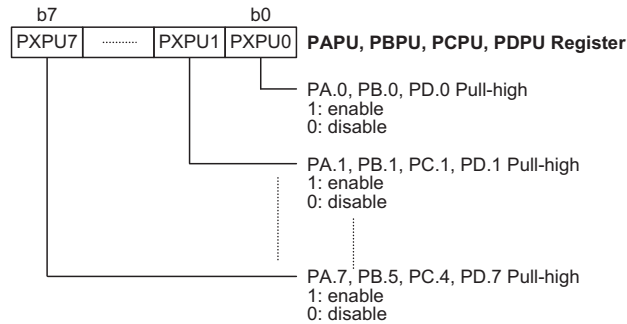 b7 b0
PXPU7 PXPU1 PXPU0 PAPU, PBPU, PCPU, PDPU Register
PA.0, PB.0, PD.0 Pull-high
1: enable
0: disable
PA.1, PB.1, PC.1, PD.1 Pull-high
1: enable
0: disable
PA.7, PB.5, PC.4, PD.7 Pull-high
1: enable
0: disable